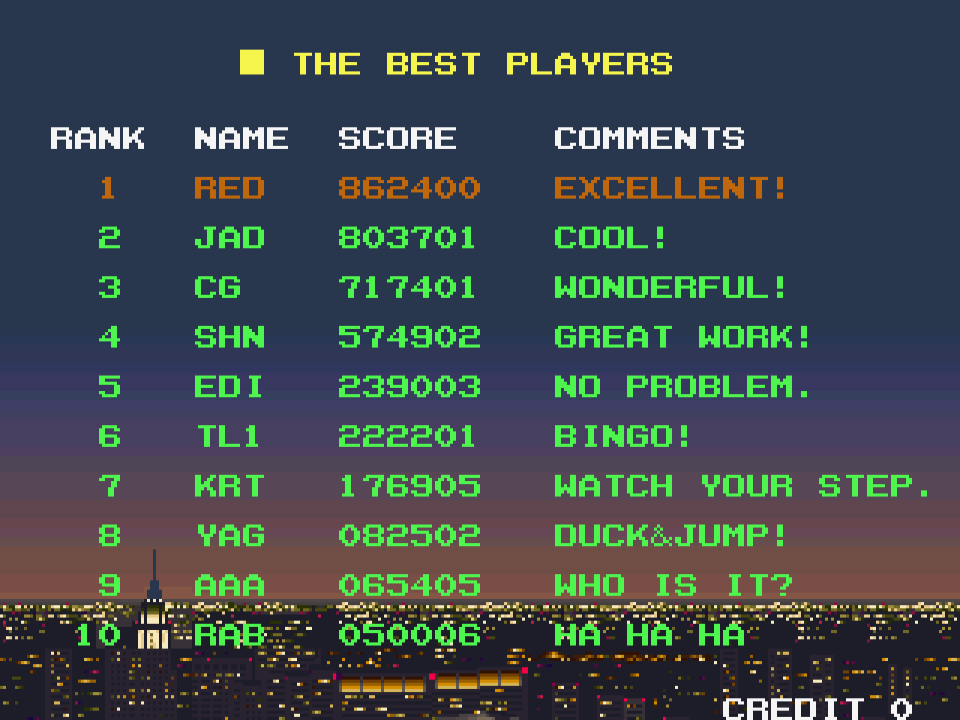 ■ THE BEST PLAYERS
RANK NAME SCORE COMMENTS
1 RED 862400 EXCELLENT!
2 JAD 803701 COOL!
3 CG 717401 WONDERFUL!
4 SHN 574902 GREAT WORK!
5 EDI 239003 NO PROBLEM.
6 TL1 222201 BINGO!
7 KRT 176905 WATCH YOUR STEP.
8 YAG 082502 DUCK&JUMP!
9 AAA 065405 WHO IS IT?
10 RAB 050006 HA HA HA
CREDIT 0